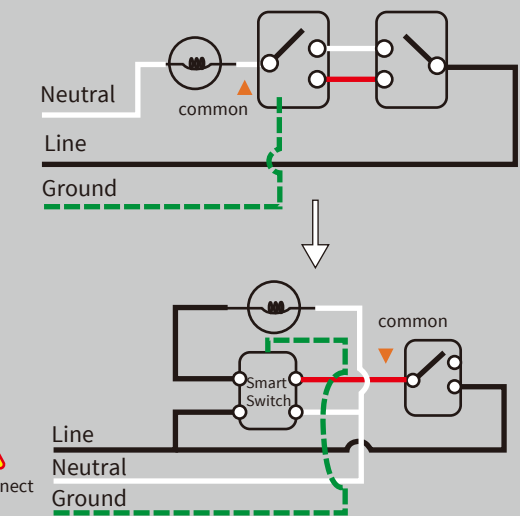 Neutral
common
Line
Ground
common
Smart
Switch
Line
Neutral
nect
Ground